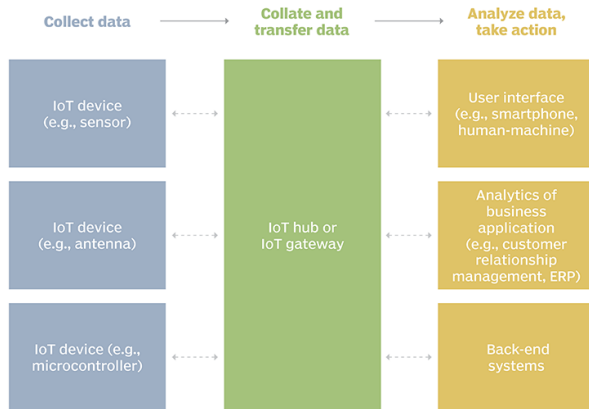 Collect data
Collate and
transfer data
Analyze data,
take action
IoT device
(e.g., sensor)
IoT device
(e.g., antenna)
IoT device (e.g.,
microcontroller)
IoT hub or
IoT gateway
User interface
(e.g., smartphone,
human-machine)
Analytics of
business
application
(e.g., customer
relationship
management, ERP)
Back-end
systems